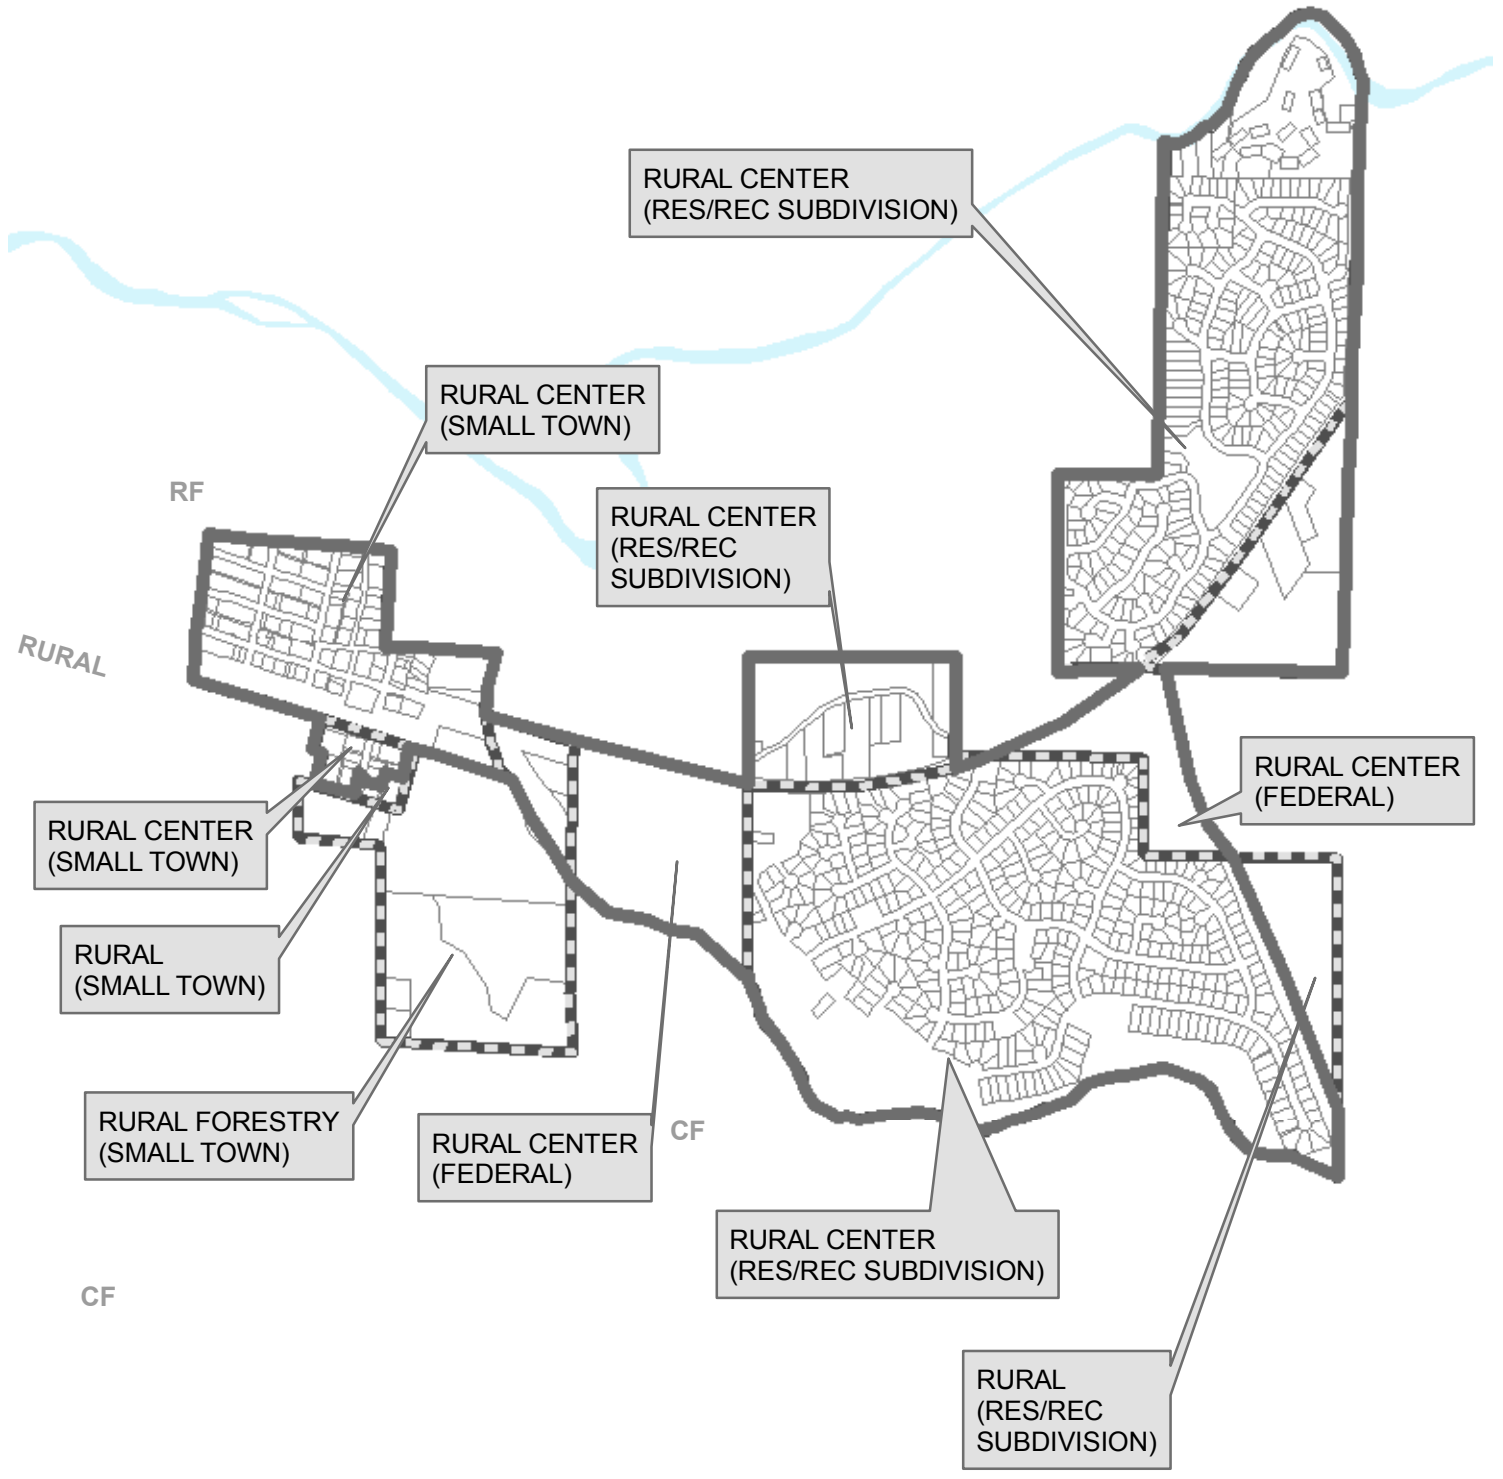 RURAL CENTER
(RES/REC SUBDIVISION)
RURAL CENTER
(SMALL TOWN)
RF
RURAL CENTER
(RES/REC
SUBDIVISION)
RURAL
RURAL CENTER
(FEDERAL)
RURAL CENTER
(SMALL TOWN)
RURAL
(SMALL TOWN)
RURAL FORESTRY
(SMALL TOWN)
RURAL CENTER
(FEDERAL)
CF
RURAL CENTER
(RES/REC SUBDIVISION)
CF
RURAL
(RES/REC
SUBDIVISION)